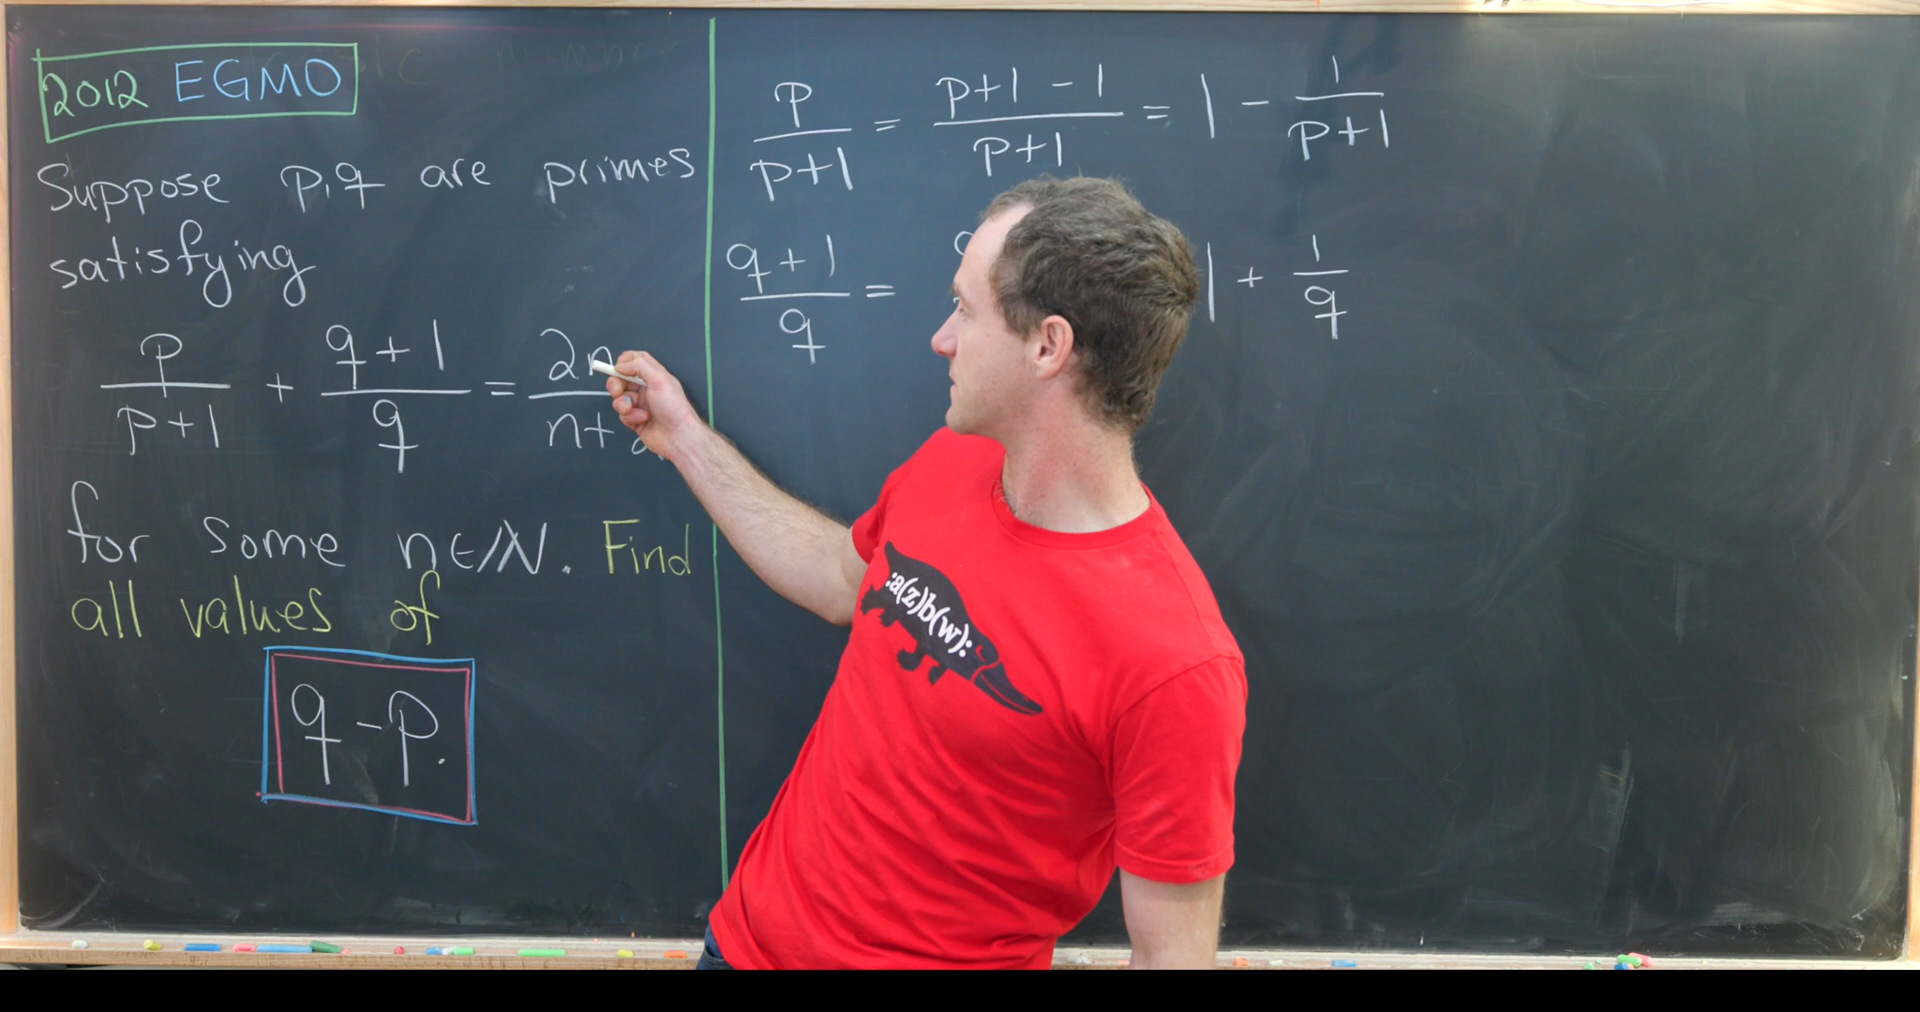 2012 EGMO
Suppose p,q are primes
satisfying
p/(p+1) + (q+1)/q = 2n/(n+
for some n∈ℕ. Find
all values of
q-p.
p/(p+1) = (p+1-1)/(p+1) = 1 - 1/(p+1)
(q+1)/q = 1 + 1/q
:a(z)b(w):